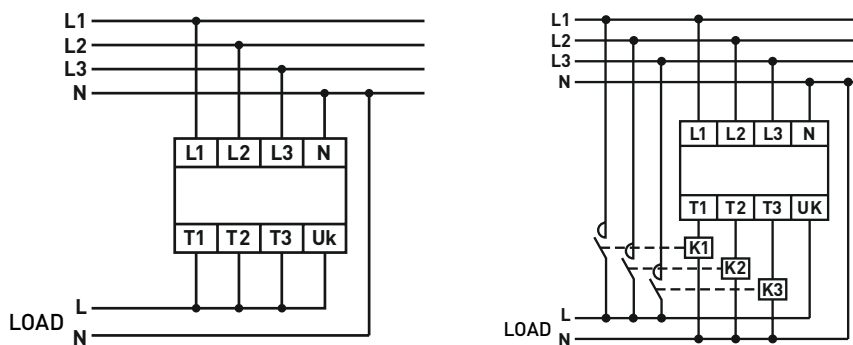 L1
L2
L3
N
L1 L2 L3 N
T1 T2 T3 Uk
L
LOAD
N
L1
L2
L3
N
L1 L2 L3 N
T1 T2 T3 UK
K1
K2
K3
L
LOAD
N